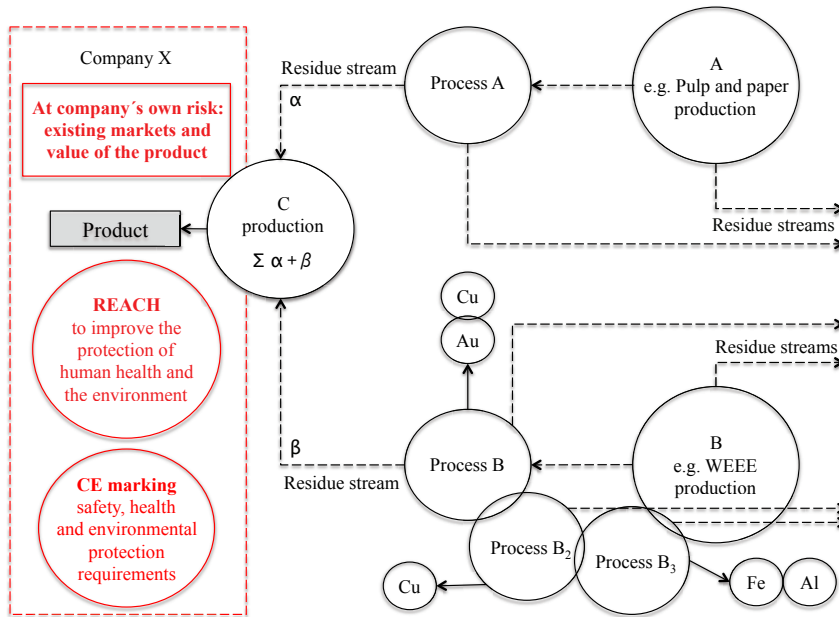 Company X
At company´s own risk:
existing markets and
value of the product
Product
REACH
to improve the
protection of
human health and
the environment
CE marking
safety, health
and environmental
protection
requirements
Residue stream
α
C
production
Σ α + β
β
Residue stream
Process A
A
e.g. Pulp and paper
production
Residue streams
Cu
Au
Residue streams
Process B
B
e.g. WEEE
production
Process B2
Process B3
Cu
Fe
Al